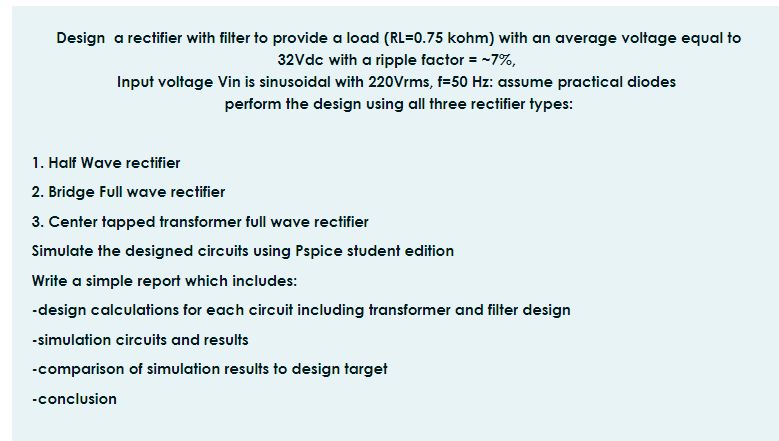 Design a rectifier with filter to provide a load (RL=0.75 kohm) with an average voltage equal to
32Vdc with a ripple factor = ~7%,
Input voltage Vin is sinusoidal with 220Vrms, f=50 Hz: assume practical diodes
perform the design using all three rectifier types:
1. Half Wave rectifier
2. Bridge Full wave rectifier
3. Center tapped transformer full wave rectifier
Simulate the designed circuits using Pspice student edition
Write a simple report which includes:
-design calculations for each circuit including transformer and filter design
-simulation circuits and results
-comparison of simulation results to design target
-conclusion